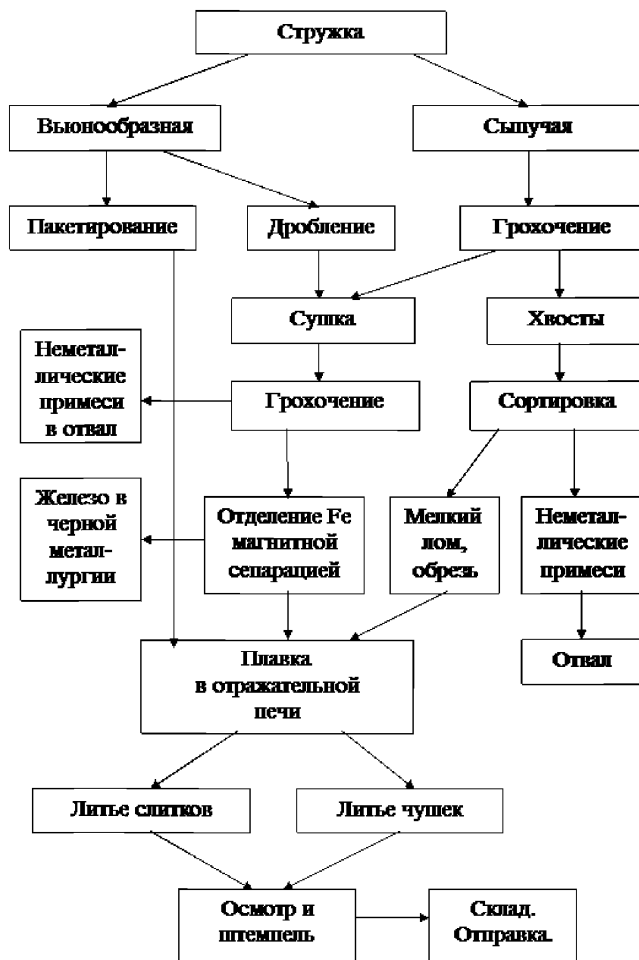 Стружка
Вьюнообразная
Сыпучая
Пакетирование
Дробление
Грохочение
Сушка
Хвосты
Неметал-
лические
примеси
в отвал
Грохочение
Сортировка
Железо в
черной
метал-
лургии
Отделение Fe
магнитной
сепарацией
Мелкий
лом,
обрезь
Неметал-
лические
примеси
Плавка
в отражательной
печи
Отвал
Литье слитков
Литье чушек
Осмотр и
штемпель
Склад.
Отправка.